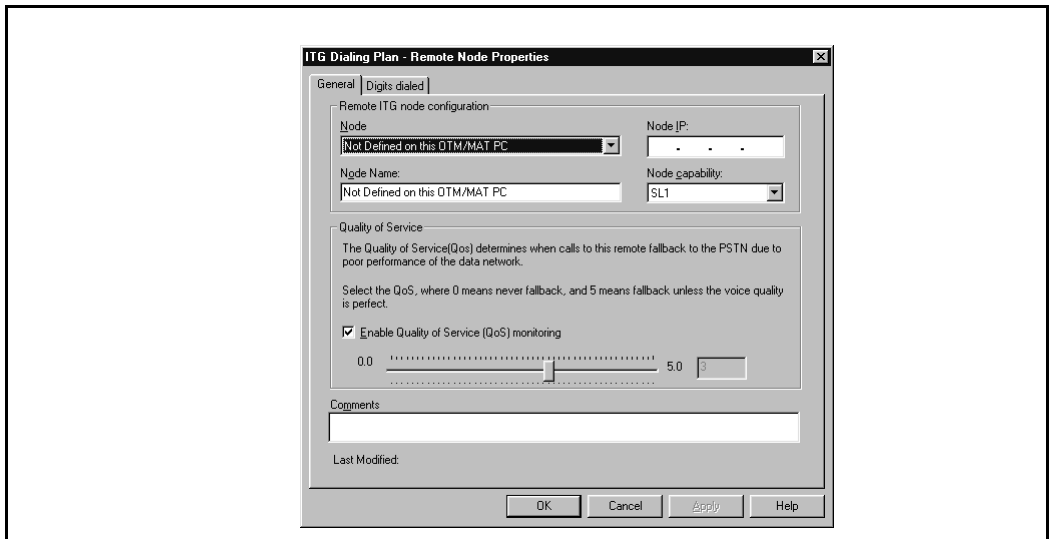 ITG Dialing Plan - Remote Node Properties
General
Digits dialed
Remote ITG node configuration
Node
Node IP:
Not Defined on this OTM/MAT PC
. . .
Node Name:
Node capability:
Not Defined on this OTM/MAT PC
SL1
Quality of Service
The Quality of Service(Qos) determines when calls to this remote fallback to the PSTN due to
poor performance of the data network.
Select the QoS, where 0 means never fallback, and 5 means fallback unless the voice quality
is perfect.
Enable Quality of Service (QoS) monitoring
0.0
5.0
3
Comments
Last Modified:
OK
Cancel
Apply
Help